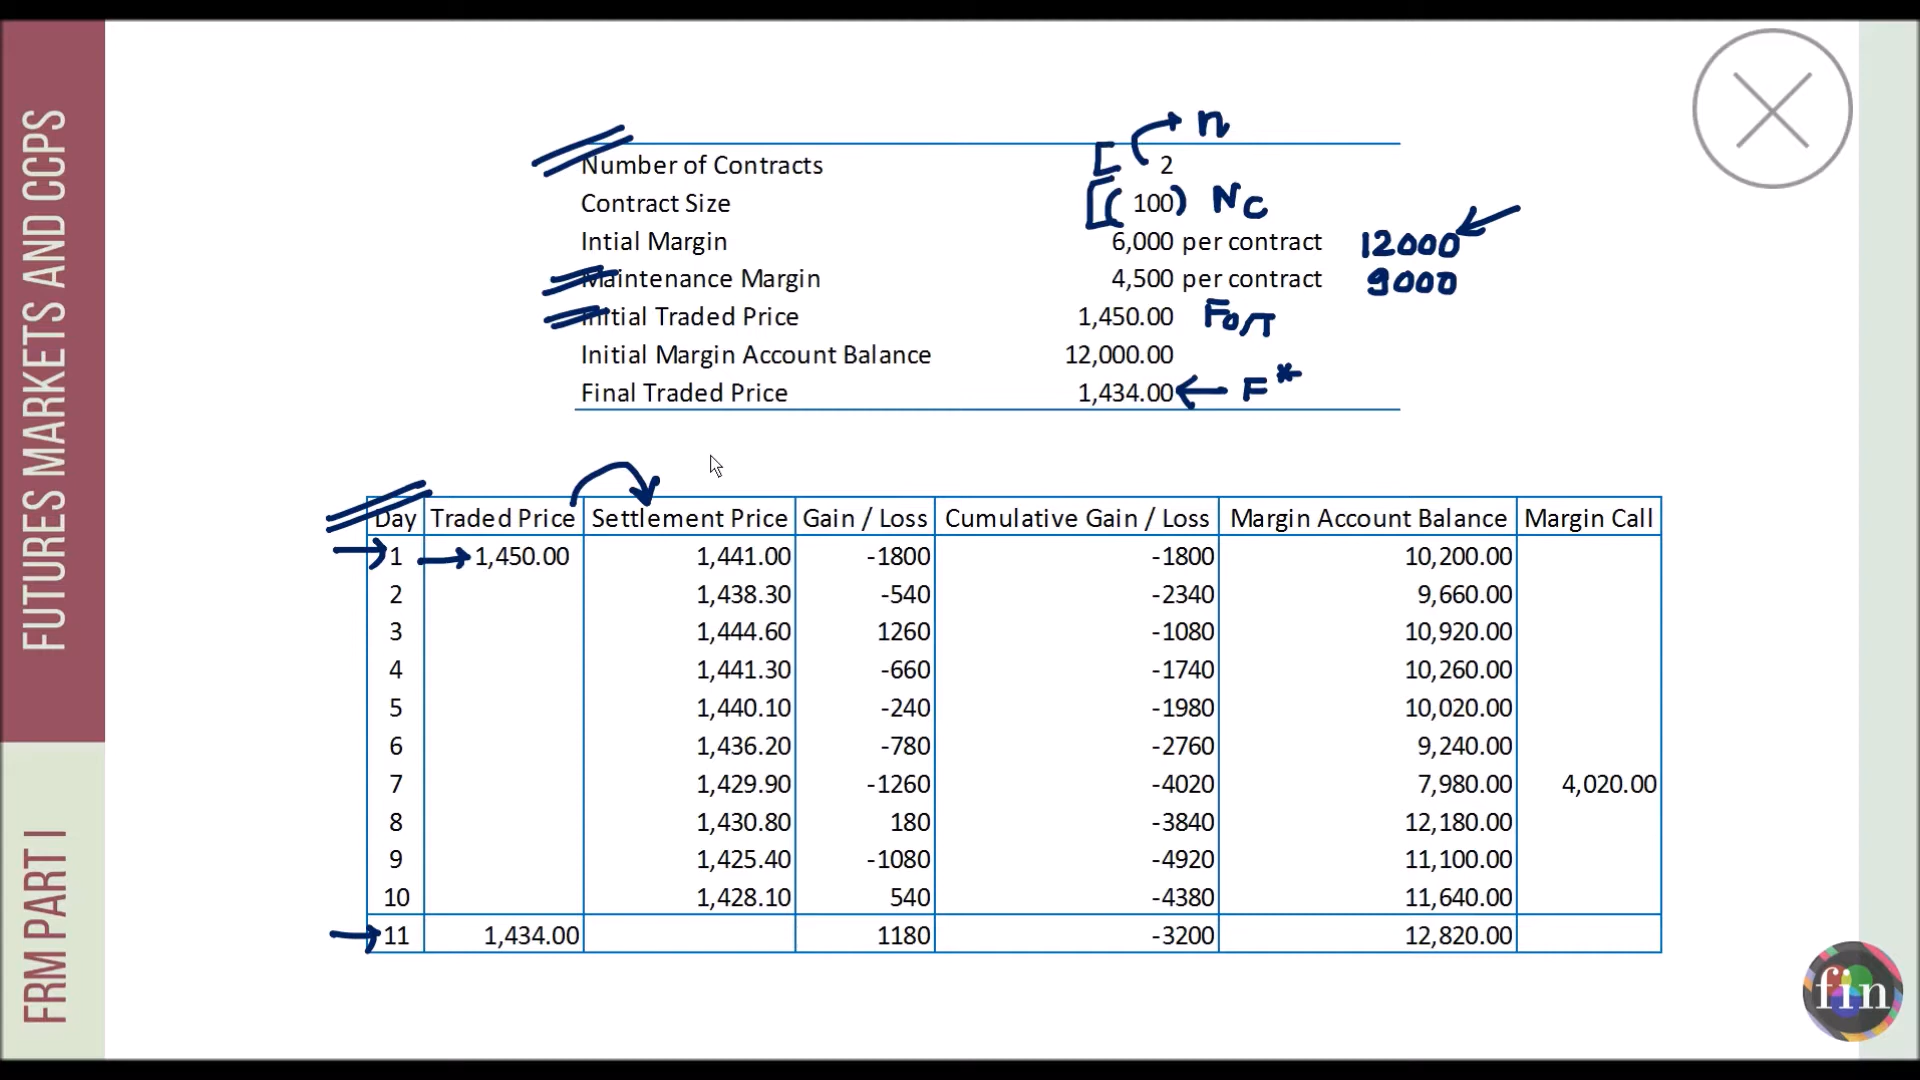 FUTURES MARKETS AND CCPS
FRM PART I
n
Number of Contracts [ 2
Contract Size [( 100) Nc
Intial Margin 6,000 per contract 12000
Maintenance Margin 4,500 per contract 9000
Initial Traded Price 1,450.00 F0/T
Initial Margin Account Balance 12,000.00
Final Traded Price 1,434.00 ← F*
Day Traded Price Settlement Price Gain / Loss Cumulative Gain / Loss Margin Account Balance Margin Call
→ 1 → 1,450.00 1,441.00 -1800 -1800 10,200.00
2 1,438.30 -540 -2340 9,660.00
3 1,444.60 1260 -1080 10,920.00
4 1,441.30 -660 -1740 10,260.00
5 1,440.10 -240 -1980 10,020.00
6 1,436.20 -780 -2760 9,240.00
7 1,429.90 -1260 -4020 7,980.00 4,020.00
8 1,430.80 180 -3840 12,180.00
9 1,425.40 -1080 -4920 11,100.00
10 1,428.10 540 -4380 11,640.00
→ 11 1,434.00 1180 -3200 12,820.00
fin